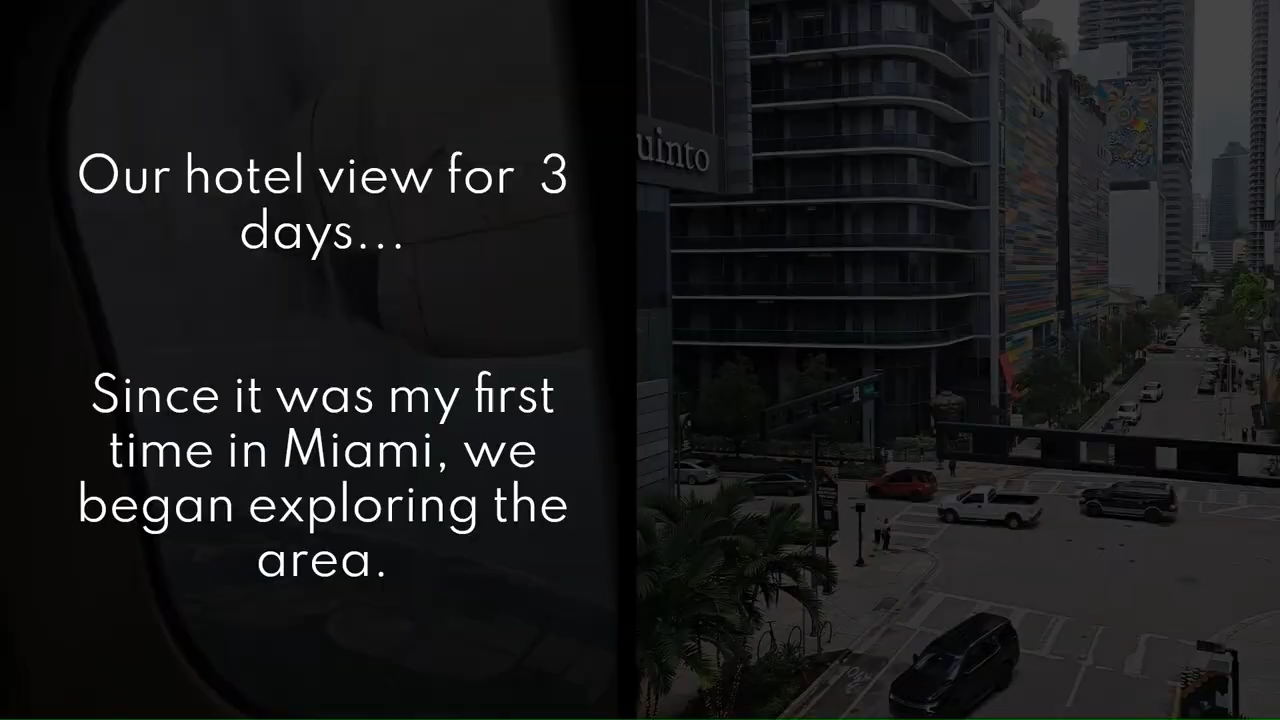 Our hotel view for 3
days...
Since it was my first
time in Miami, we
began exploring the
area.
uinto